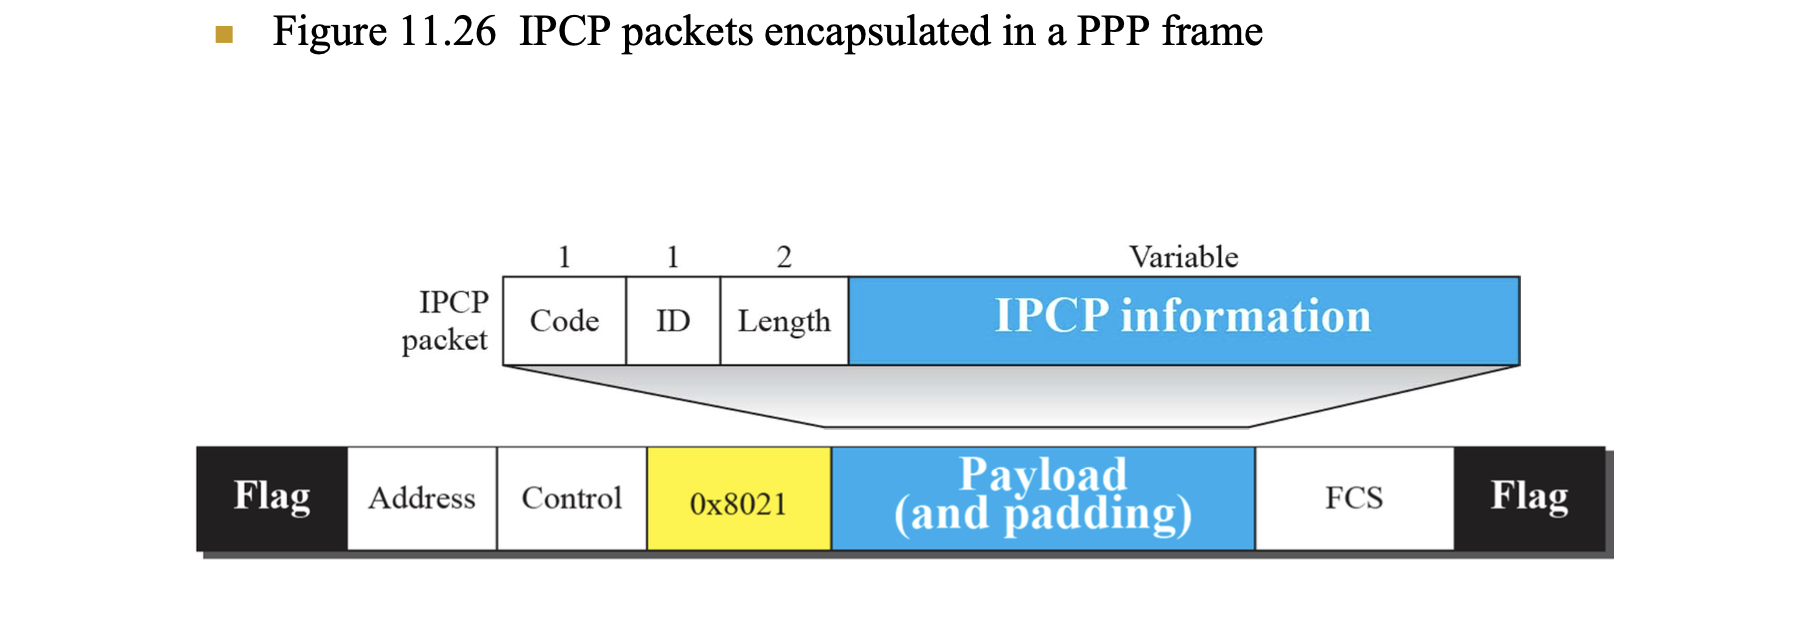 Figure 11.26  IPCP packets encapsulated in a PPP frame
1 1 2 Variable
IPCP packet
Code ID Length IPCP information
Flag Address Control 0x8021 Payload (and padding) FCS Flag